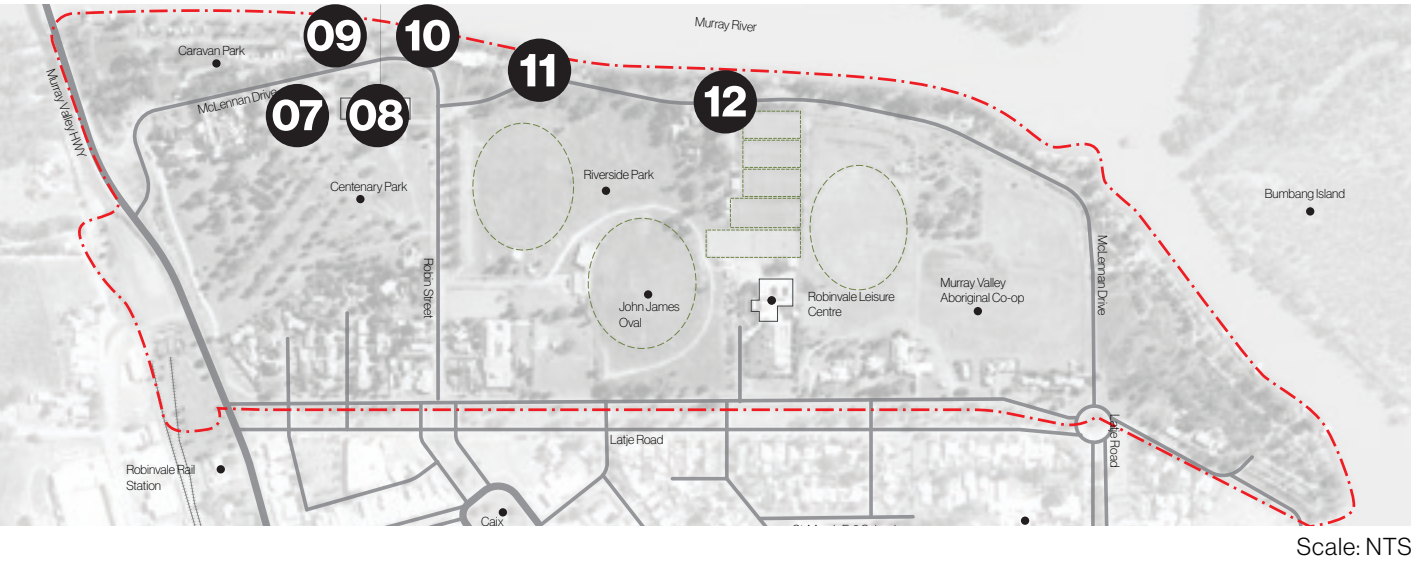 Murray River
09
10
Caravan Park
11
Murray Valley HWY
McLennan Drive
07
08
12
Riverside Park
Centenary Park
Bumbang Island
Robin Street
McLennan Drive
Murray Valley
Aboriginal Co-op
Robinvale Leisure
Centre
John James
Oval
Latje Road
Latje Road
Robinvale Rail
Station
Caix
Scale: NTS